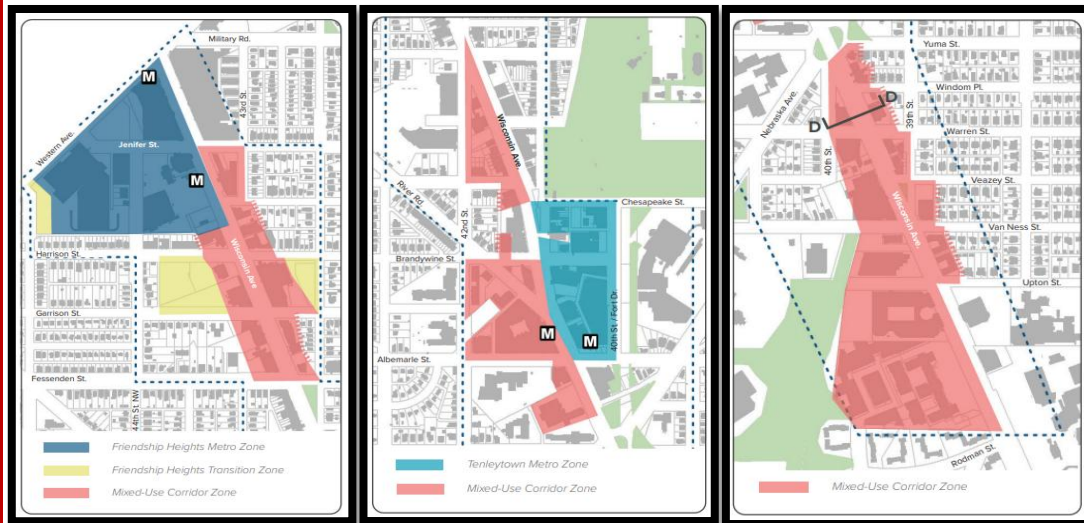 Military Rd.
43rd St.
Western Ave.
M
Jenifer St.
M
Harrison St.
Wisconsin Ave
Garrison St.
Fessenden St.
44th St. NW
Friendship Heights Metro Zone
Friendship Heights Transition Zone
Mixed-Use Corridor Zone
Wisconsin Ave.
River Rd.
Chesapeake St.
42nd St.
Brandywine St.
40th St. / Fort Dr.
M
M
Albemarle St.
Tenleytown Metro Zone
Mixed-Use Corridor Zone
Yuma St.
Nebraska Ave.
Windom Pl.
D
D
39th St.
Warren St.
40th St.
Veazey St.
Wisconsin Ave.
Van Ness St.
Upton St.
Rodman St.
Mixed-Use Corridor Zone